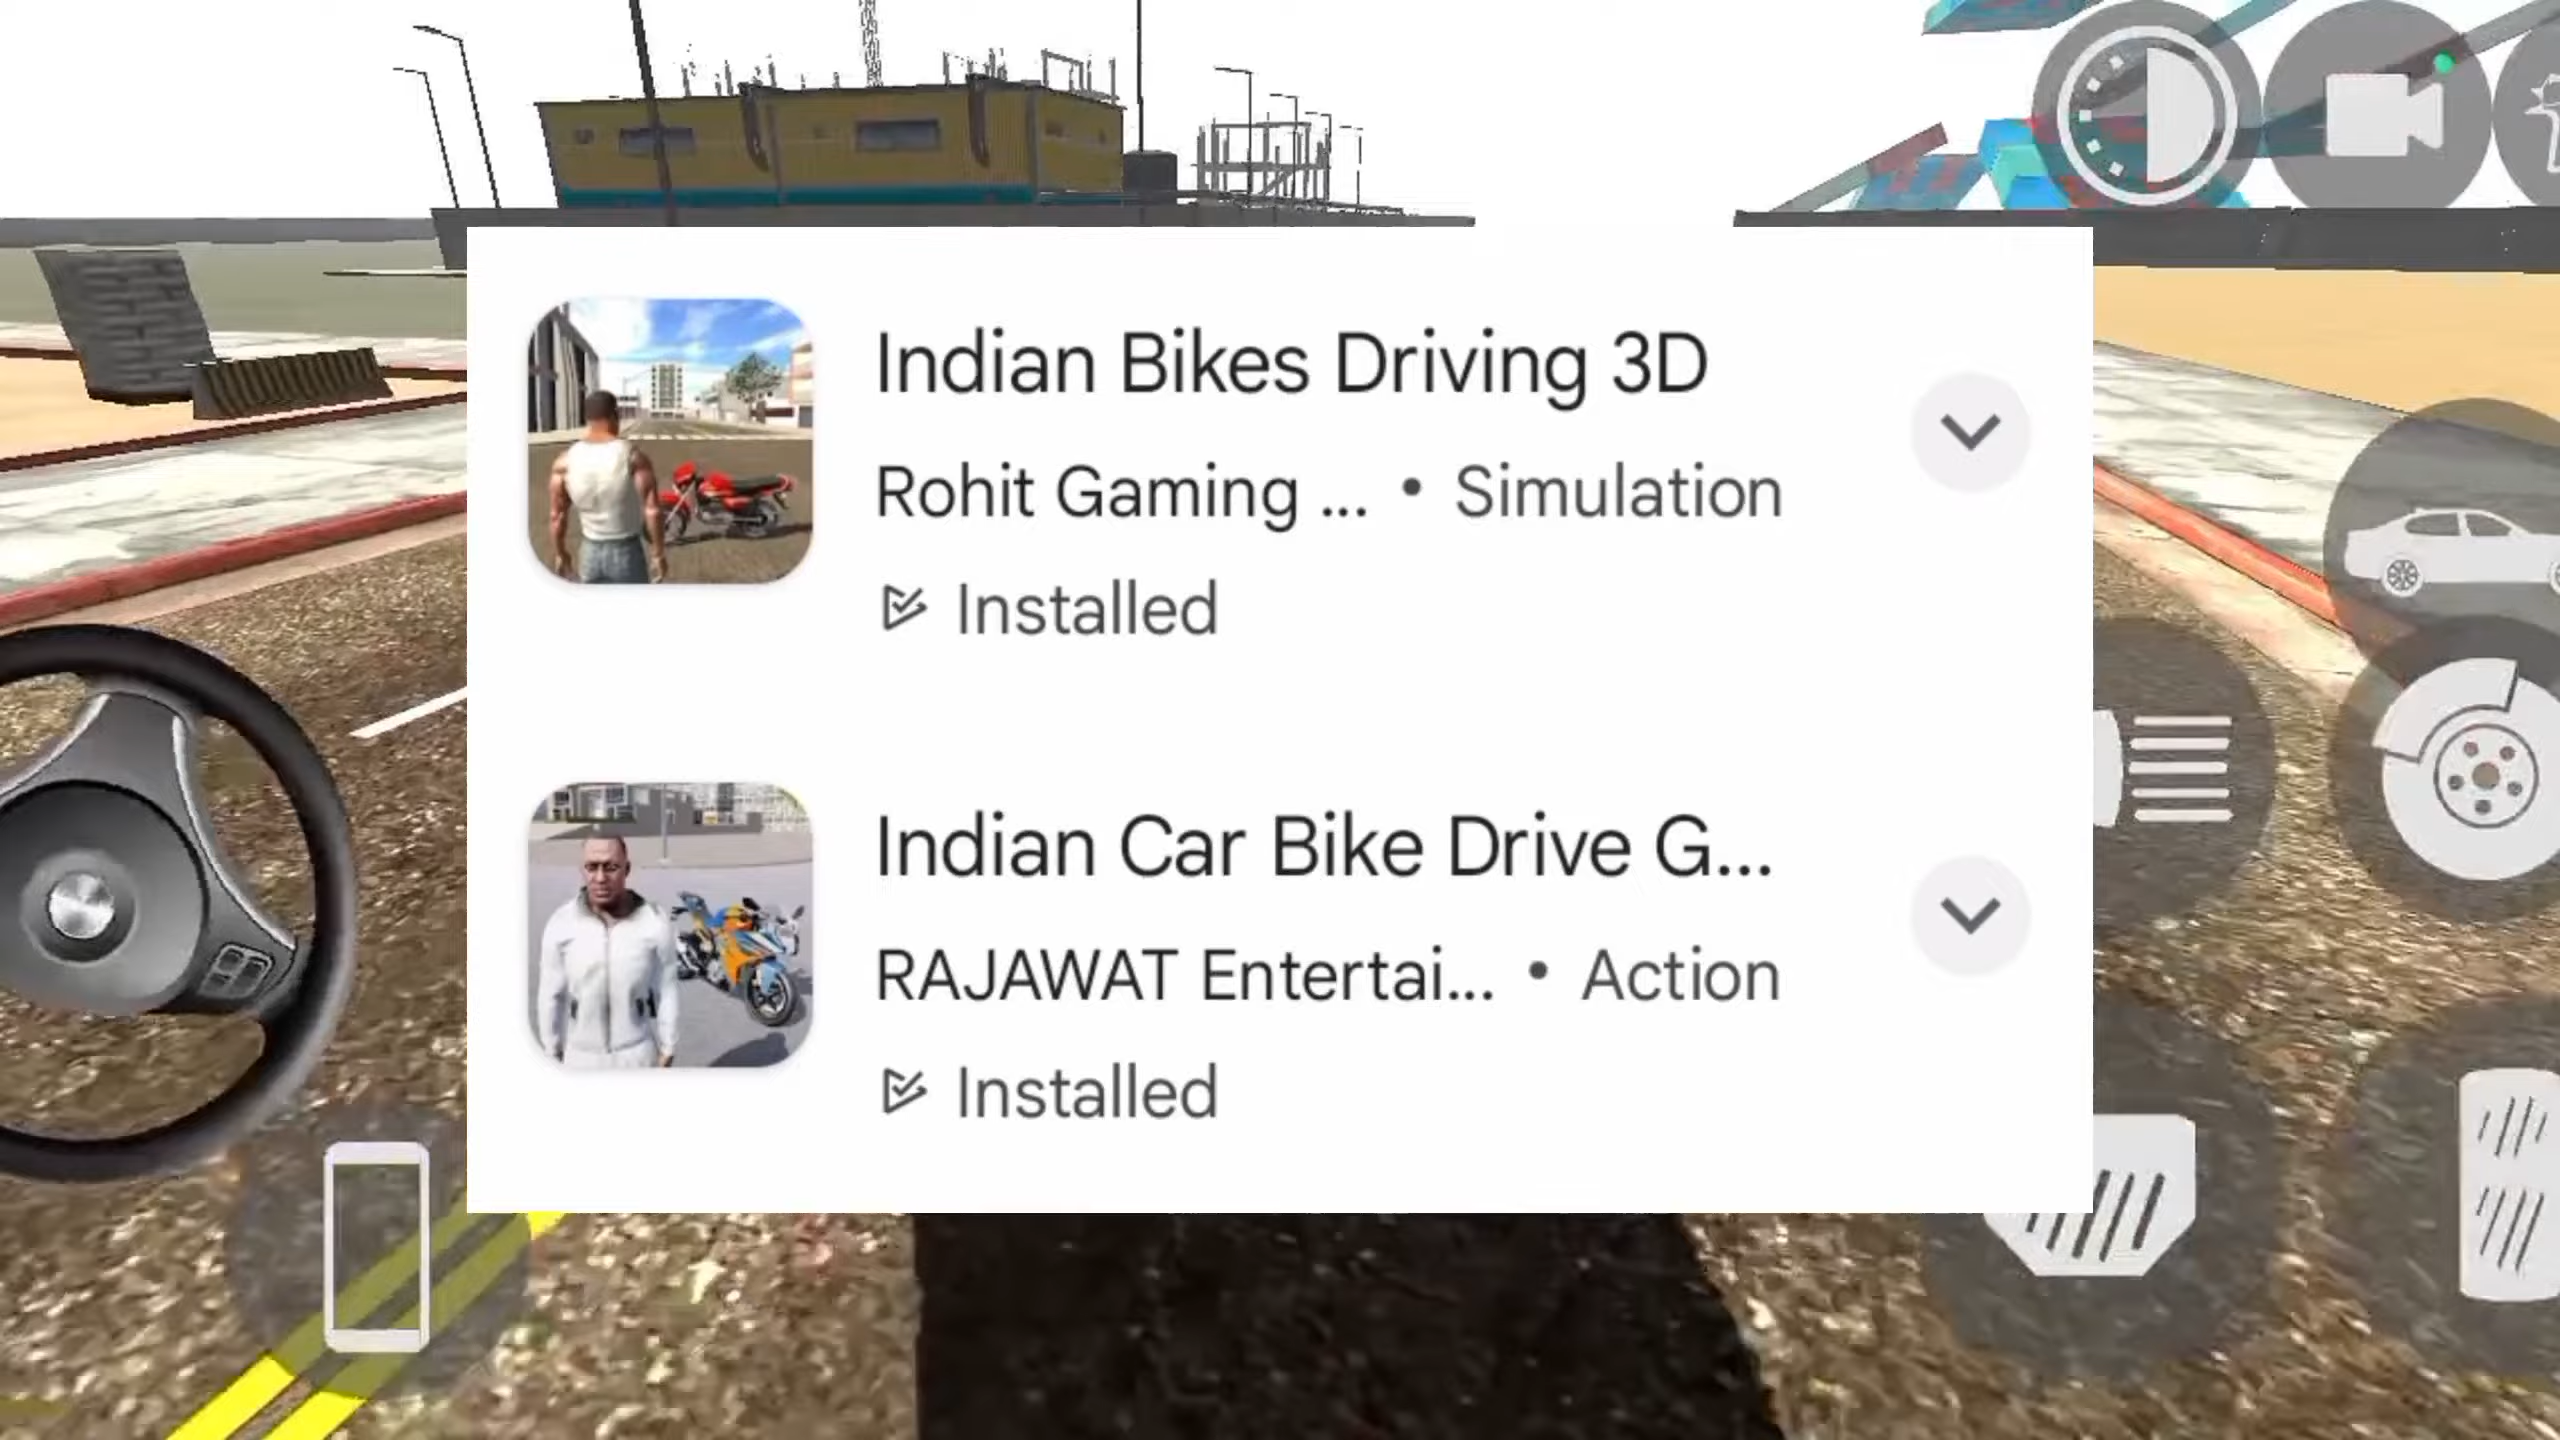 Indian Bikes Driving 3D
Rohit Gaming ... • Simulation
Installed
Indian Car Bike Drive G...
RAJAWAT Entertai... • Action
Installed